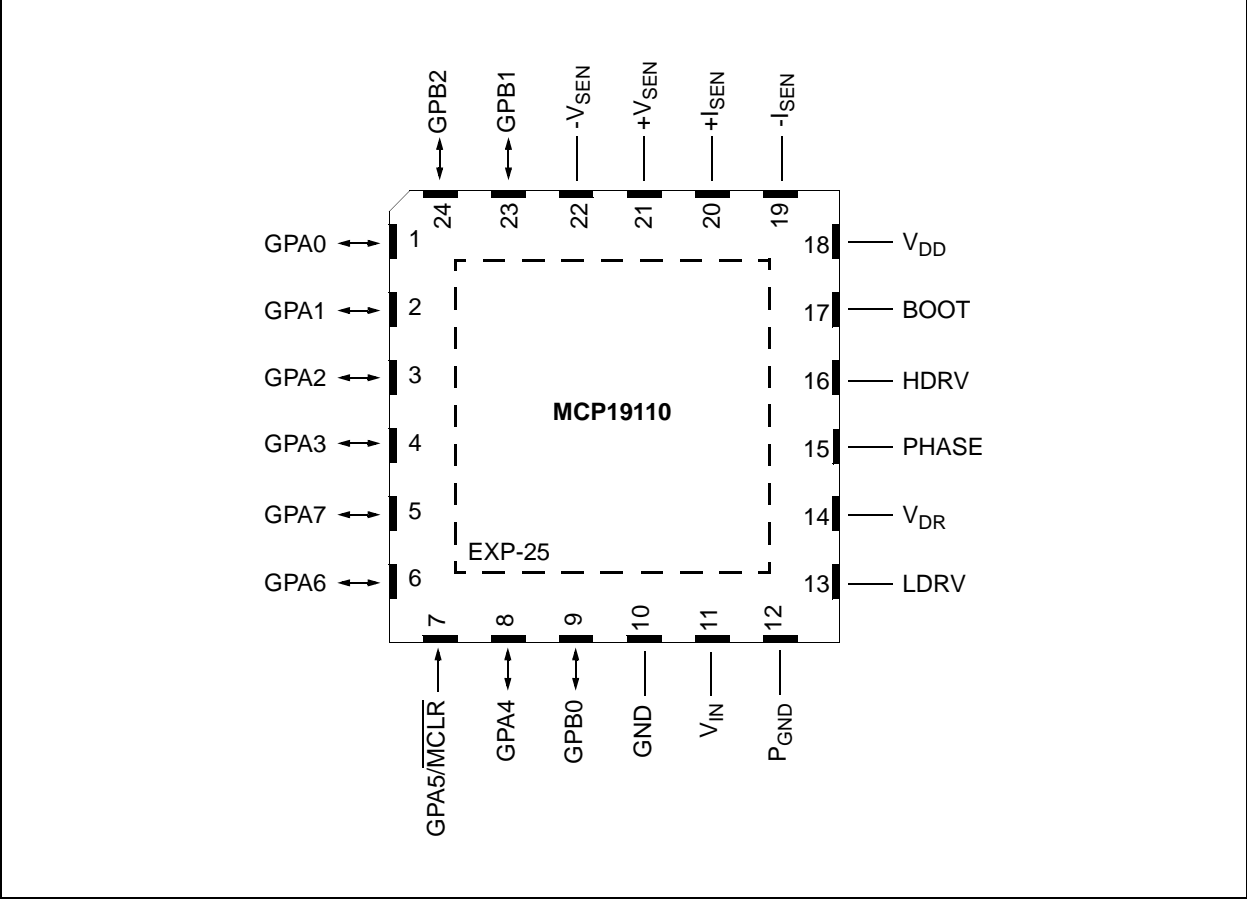 GPB2
GPB1
-VSEN
+VSEN
+ISEN
-ISEN
24
23
22
21
20
19
GPA0 1
18 VDD
GPA1 2
17 BOOT
GPA2 3
16 HDRV
MCP19110
GPA3 4
15 PHASE
GPA7 5
14 VDR
EXP-25
GPA6 6
13 LDRV
7
8
9
10
11
12
GPA5/MCLR
GPA4
GPB0
GND
VIN
PGND